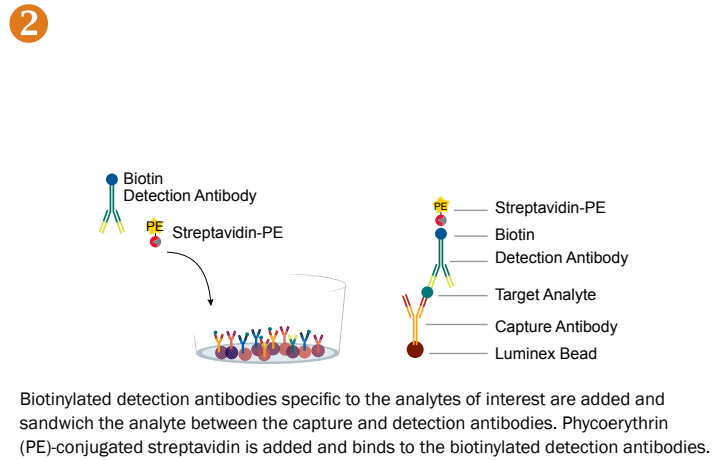 2
Biotin
Detection Antibody
PE
Streptavidin-PE
PE
Streptavidin-PE
Biotin
Detection Antibody
Target Analyte
Capture Antibody
Luminex Bead
Biotinylated detection antibodies specific to the analytes of interest are added and
sandwich the analyte between the capture and detection antibodies. Phycoerythrin
(PE)-conjugated streptavidin is added and binds to the biotinylated detection antibodies.